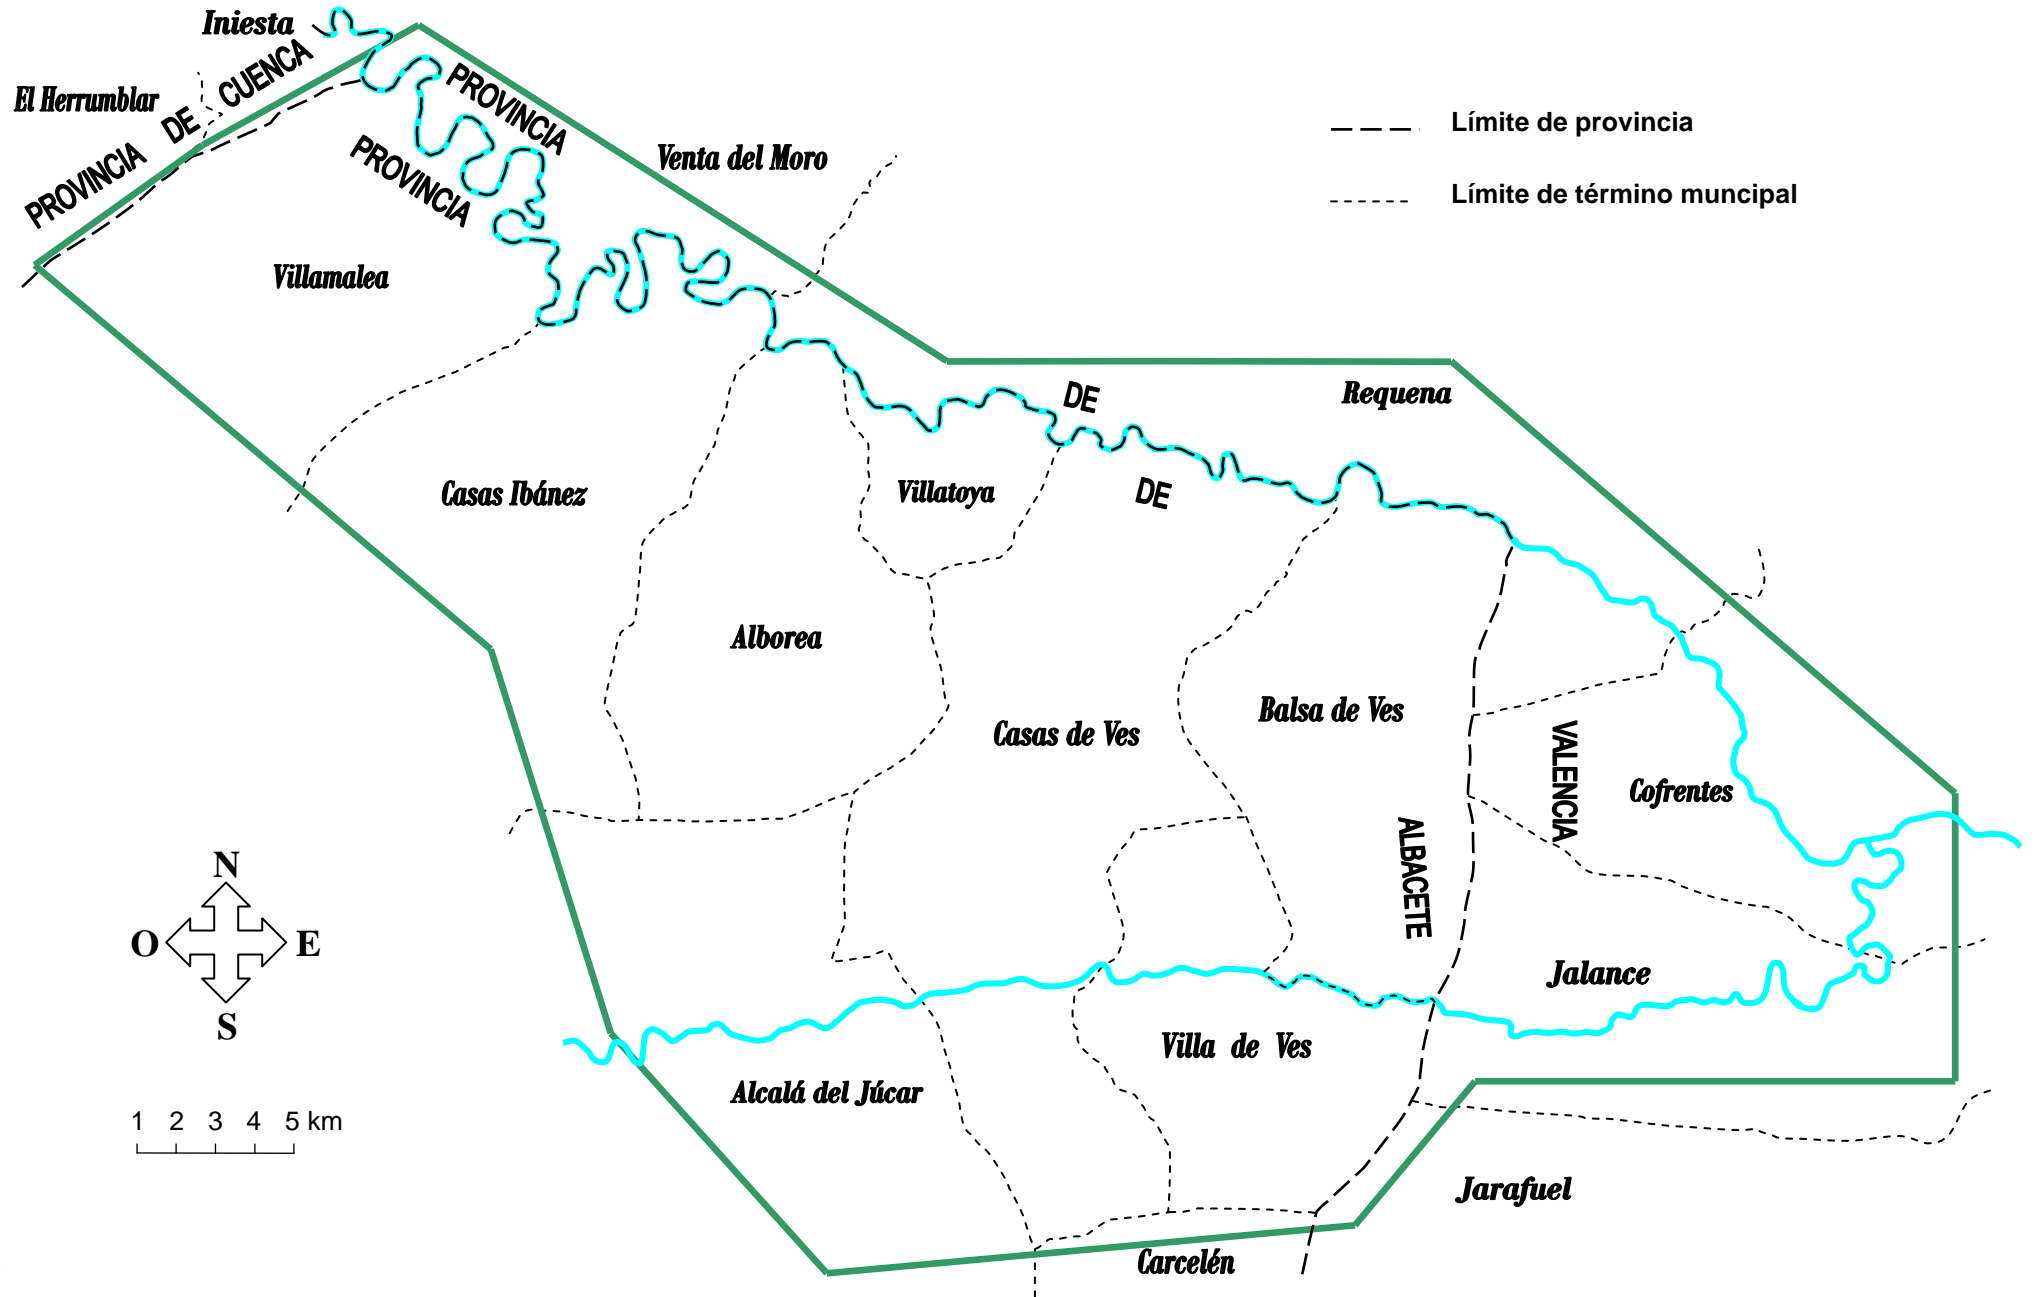 Iniesta
PROVINCIA DE CUENCA
El Herrumblar
PROVINCIA
PROVINCIA
Venta del Moro
Límite de provincia
Límite de término muncipal
Villamalea
DE
Requena
DE
Casas Ibánez
Villatoya
Alborea
Casas de Ves
Balsa de Ves
VALENCIA
Cofrentes
ALBACETE
N
O
E
S
Jalance
Villa de Ves
Alcalá del Júcar
1 2 3 4 5 km
Jarafuel
Carcelén